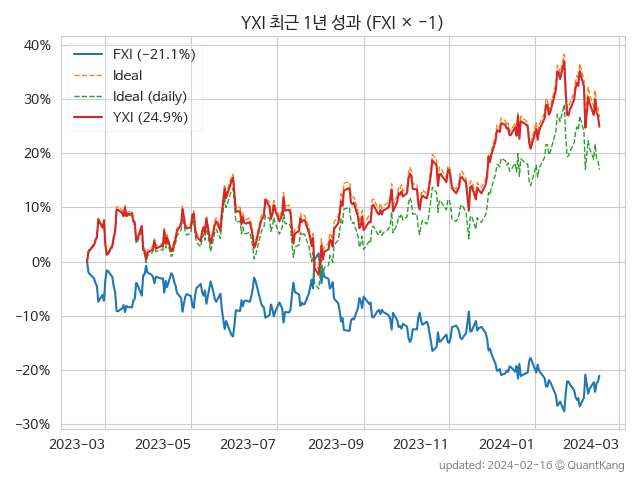 YXI 최근 1년 성과 (FXI × -1)
40%
30%
20%
10%
0%
−10%
−20%
−30%
FXI (−21.1%)
Ideal
Ideal (daily)
YXI (24.9%)
2023-03 2023-05 2023-07 2023-09 2023-11 2024-01 2024-03
updated: 2024-02-16 © QuantKang